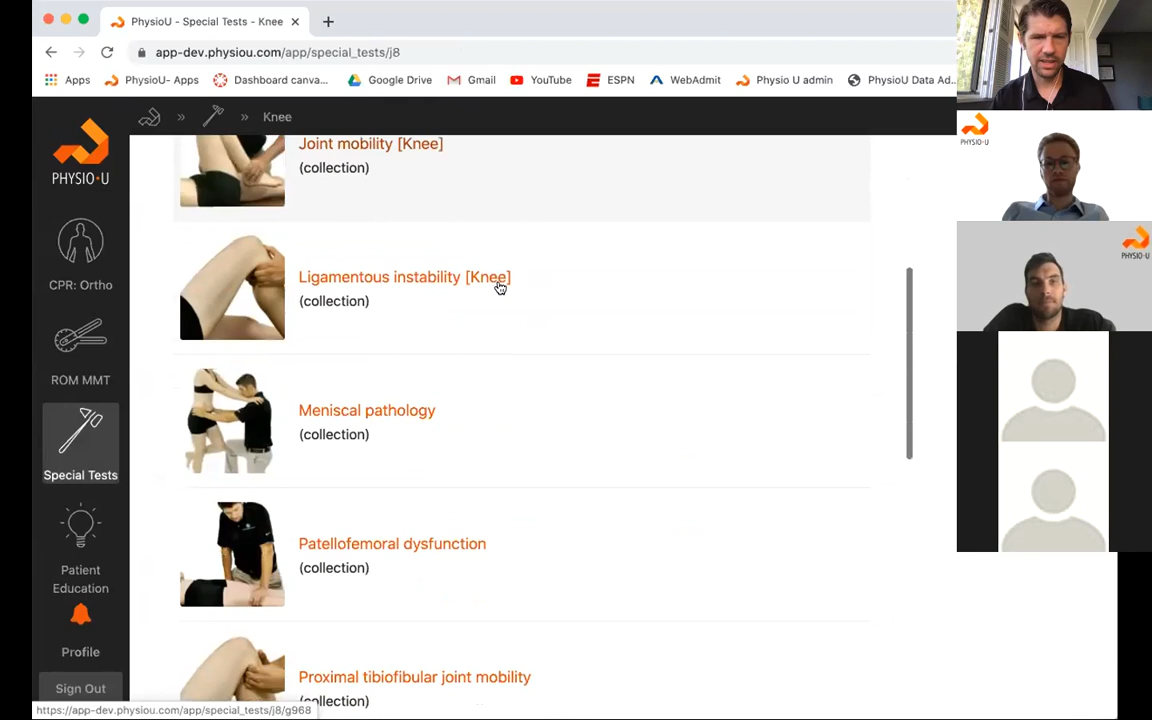 PhysioU - Special Tests - Knee
app-dev.physiou.com/app/special_tests/j8
Apps
PhysioU- Apps
Dashboard canva...
Google Drive
Gmail
YouTube
ESPN
WebAdmit
Physio U admin
PhysioU Data Ad...
» » Knee
PHYSIO·U
CPR: Ortho
ROM MMT
Special Tests
Patient
Education
Profile
Sign Out
Joint mobility [Knee]
(collection)
Ligamentous instability [Knee]
(collection)
Meniscal pathology
(collection)
Patellofemoral dysfunction
(collection)
Proximal tibiofibular joint mobility
(collection)
https://app-dev.physiou.com/app/special_tests/j8/g968
PHYSIO·U
PHYSIO·U